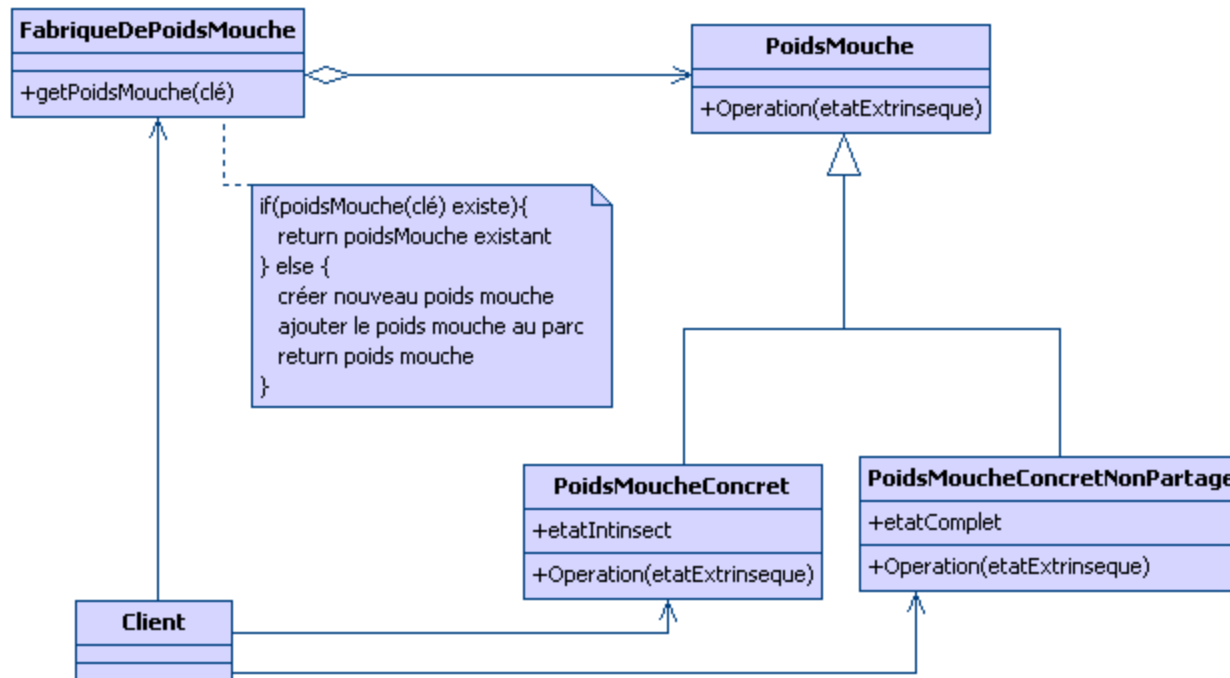 FabriqueDePoidsMouche
+getPoidsMouche(clé)
PoidsMouche
+Operation(etatExtrinseque)
if(poidsMouche(clé) existe){
return poidsMouche existant
} else {
créer nouveau poids mouche
ajouter le poids mouche au parc
return poids mouche
}
PoidsMoucheConcret
+etatIntinsect
+Operation(etatExtrinseque)
PoidsMoucheConcretNonPartage
+etatComplet
+Operation(etatExtrinseque)
Client